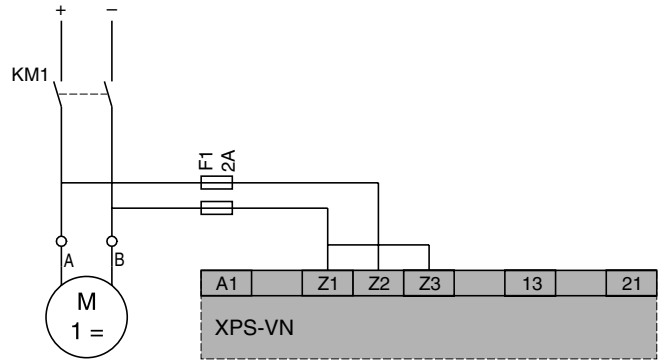 + −
KM1
F1
2A
A B
M
1 =
A1 Z1 Z2 Z3 13 21
XPS-VN